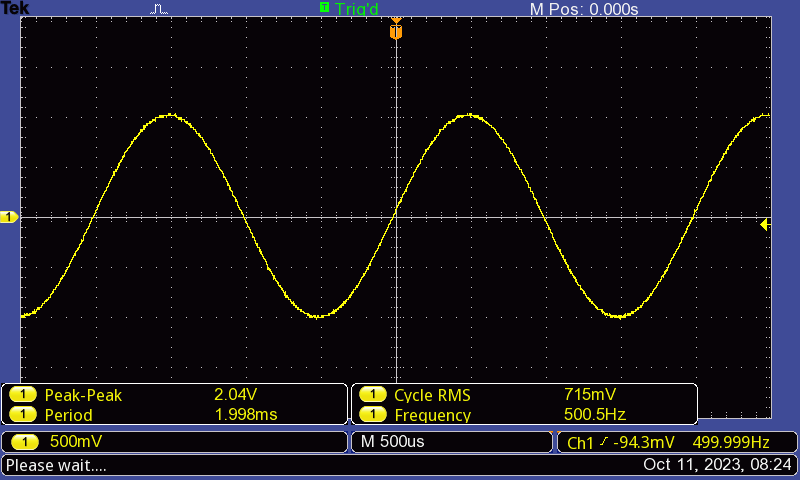 Tek T Trig'd M Pos: 0.000s
T
1
1 Peak-Peak 2.04V 1 Cycle RMS 715mV
1 Period 1.998ms 1 Frequency 500.5Hz
1 500mV M 500us Ch1 -94.3mV 499.999Hz
Please wait.... Oct 11, 2023, 08:24